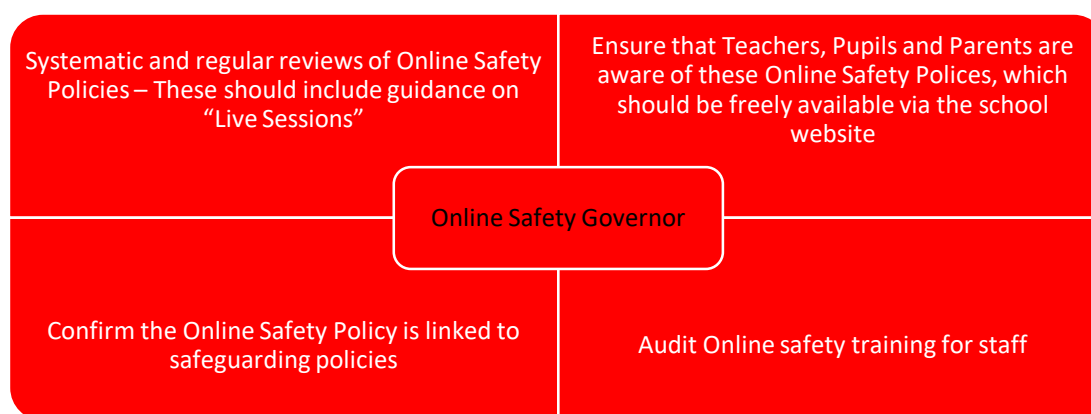 Systematic and regular reviews of Online Safety
Policies – These should include guidance on
“Live Sessions”
Ensure that Teachers, Pupils and Parents are
aware of these Online Safety Polices, which
should be freely available via the school
website
Online Safety Governor
Confirm the Online Safety Policy is linked to
safeguarding policies
Audit Online safety training for staff